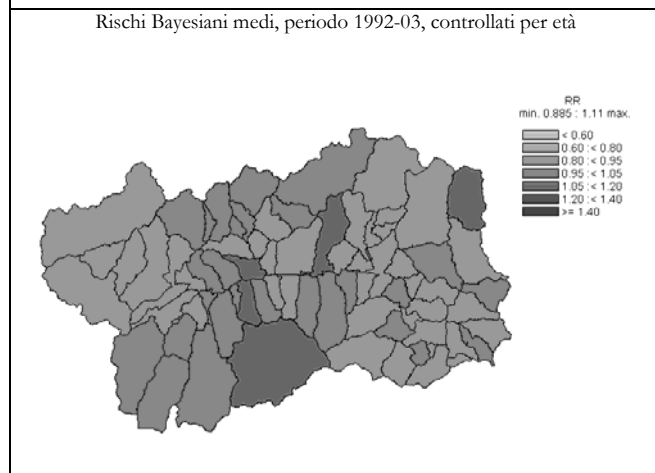 Rischi Bayesiani medi, periodo 1992-03, controllati per età
RR
min. 0.885 : 1.11 max.
< 0.60
0.60 :< 0.80
0.80 :< 0.95
0.95 :< 1.05
1.05 :< 1.20
1.20 :< 1.40
>= 1.40